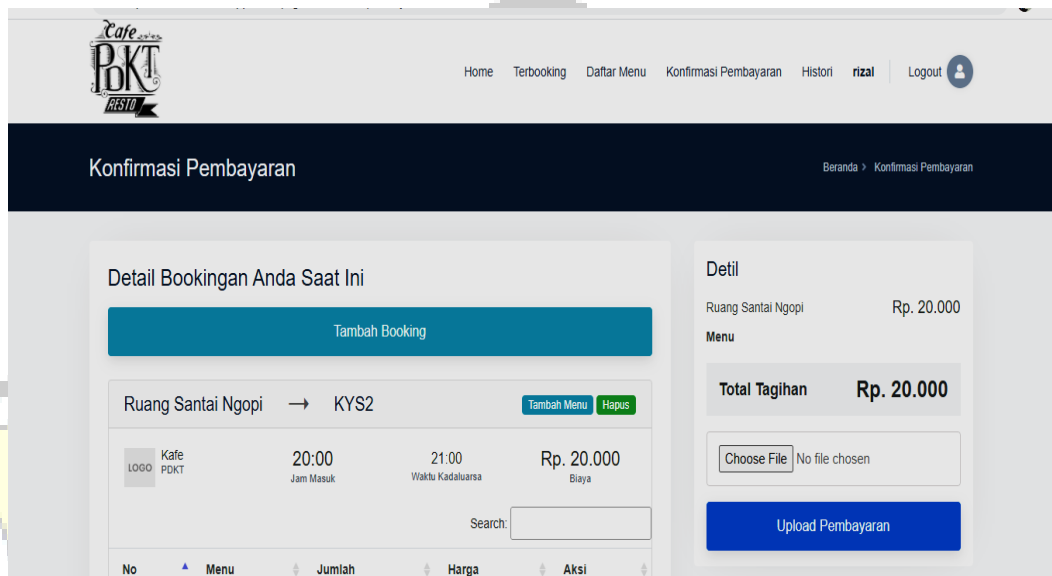 Cafe
PDKT
RESTO
Home Terbooking Daftar Menu Konfirmasi Pembayaran Histori rizal Logout
Konfirmasi Pembayaran
Beranda > Konfirmasi Pembayaran
Detail Bookingan Anda Saat Ini
Tambah Booking
Ruang Santai Ngopi → KYS2 Tambah Menu Hapus
LOGO
Kafe
PDKT
20:00
Jam Masuk
21:00
Waktu Kadaluarsa
Rp. 20.000
Biaya
Search:
No Menu Jumlah Harga Aksi
Detil
Ruang Santai Ngopi Rp. 20.000
Menu
Total Tagihan Rp. 20.000
Choose File No file chosen
Upload Pembayaran